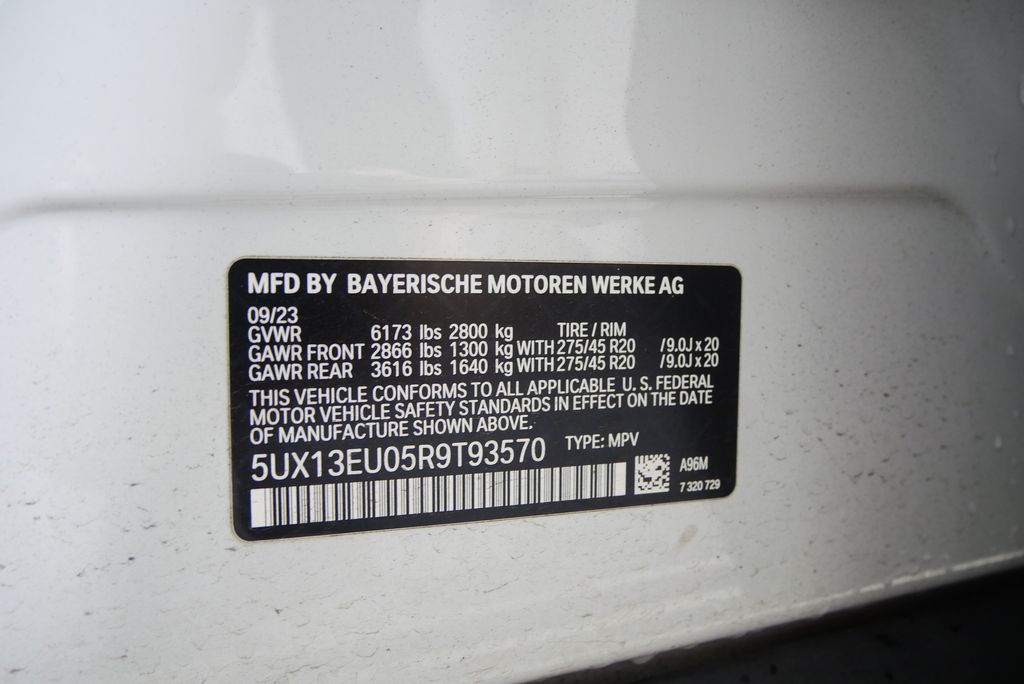 MFD BY BAYERISCHE MOTOREN WERKE AG
09/23
GVWR 6173 lbs 2800 kg TIRE / RIM
GAWR FRONT 2866 lbs 1300 kg WITH 275/45 R20 /9.0J x 20
GAWR REAR 3616 lbs 1640 kg WITH 275/45 R20 /9.0J x 20
THIS VEHICLE CONFORMS TO ALL APPLICABLE U.S. FEDERAL
MOTOR VEHICLE SAFETY STANDARDS IN EFFECT ON THE DATE
OF MANUFACTURE SHOWN ABOVE.
5UX13EU05R9T93570 TYPE: MPV
A96M
7 320 729